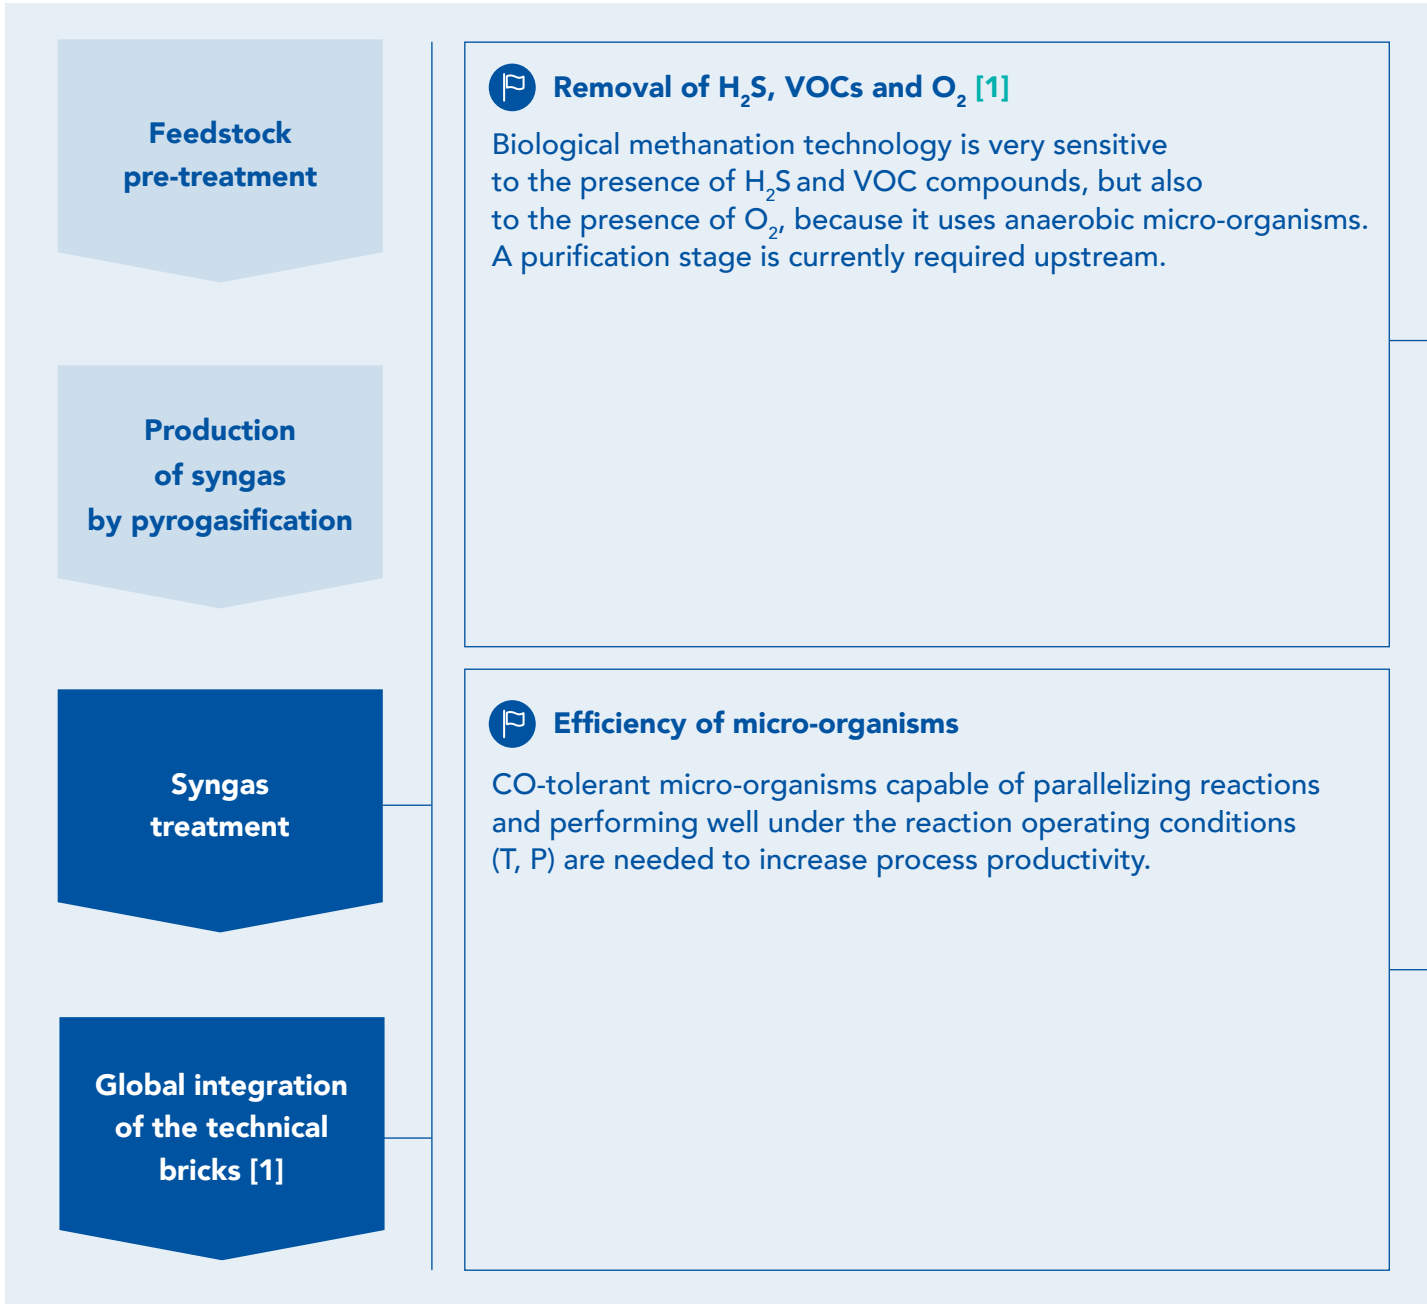 Feedstock
pre-treatment
Production
of syngas
by pyrogasification
Syngas
treatment
Global integration
of the technical
bricks [1]
Removal of H₂S, VOCs and O₂ [1]
Biological methanation technology is very sensitive
to the presence of H₂S and VOC compounds, but also
to the presence of O₂, because it uses anaerobic micro-organisms.
A purification stage is currently required upstream.
Efficiency of micro-organisms
CO-tolerant micro-organisms capable of parallelizing reactions
and performing well under the reaction operating conditions
(T, P) are needed to increase process productivity.